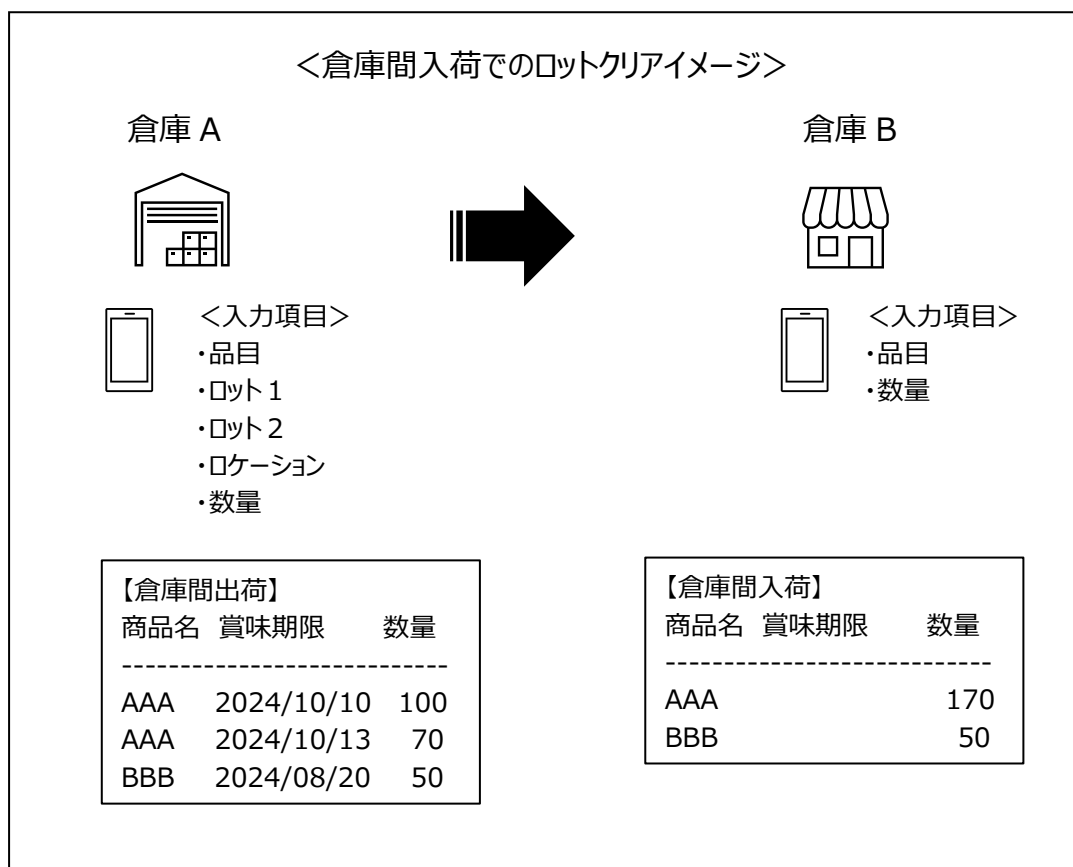 ＜倉庫間入荷でのロットクリアイメージ＞
倉庫 A
倉庫 B
＜入力項目＞
・品目
・ロット１
・ロット２
・ロケーション
・数量
＜入力項目＞
・品目
・数量
【倉庫間出荷】
商品名 賞味期限 数量
----------------------------
AAA 2024/10/10 100
AAA 2024/10/13 70
BBB 2024/08/20 50
【倉庫間入荷】
商品名 賞味期限 数量
----------------------------
AAA 170
BBB 50